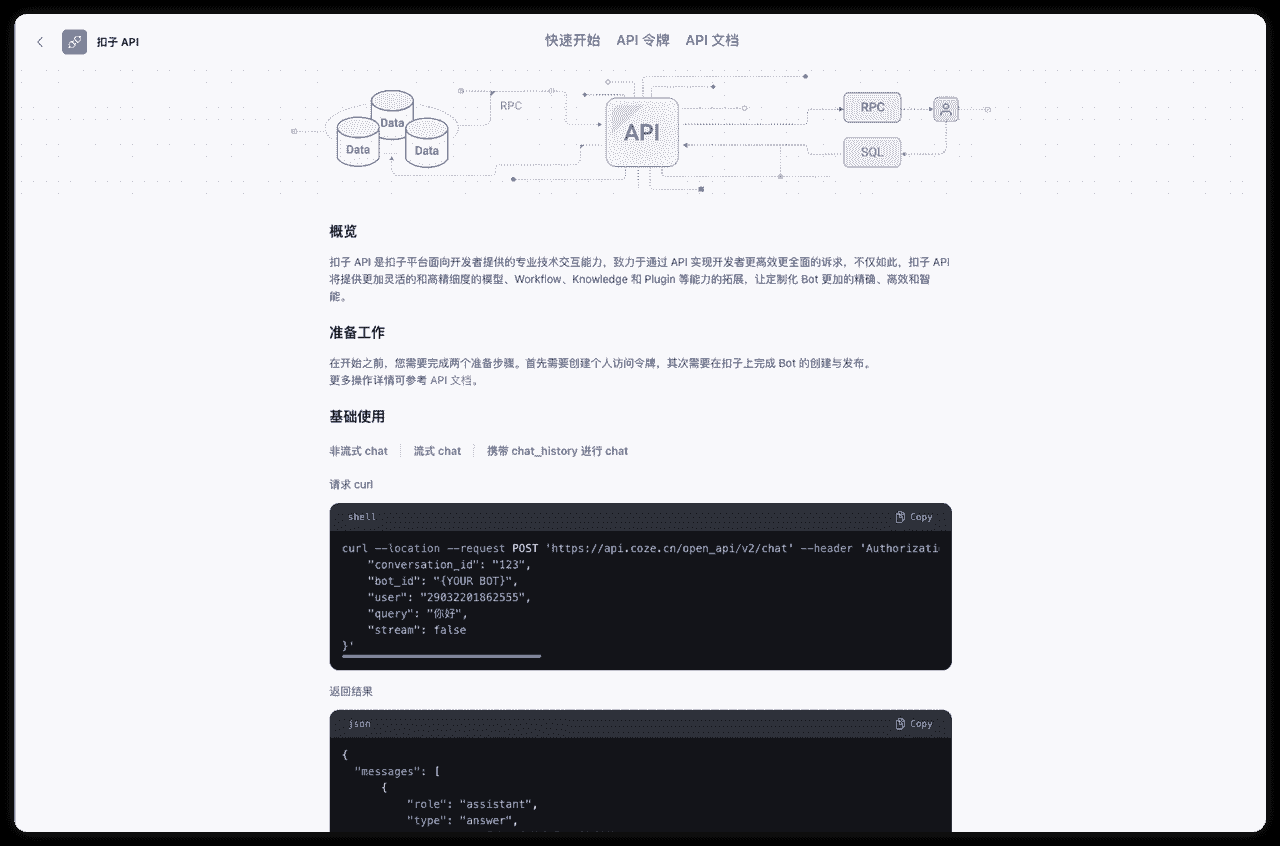 扣子 API
快速开始 API 令牌 API 文档
RPC
Data
Data
Data
API
RPC
SQL
概览
扣子 API 是扣子平台面向开发者提供的专业技术交互能力，致力于通过 API 实现开发者更高效更全面的诉求，不仅如此，扣子 API
将提供更加灵活的和高精细度的模型、Workflow、Knowledge 和 Plugin 等能力的拓展，让定制化 Bot 更加的精确、高效和智
能。
准备工作
在开始之前，您需要完成两个准备步骤。首先需要创建个人访问令牌，其次需要在扣子上完成 Bot 的创建与发布。
更多操作详情可参考 API 文档。
基础使用
非流式 chat 流式 chat 携带 chat_history 进行 chat
请求 curl
shell Copy
curl --location --request POST 'https://api.coze.cn/open_api/v2/chat' --header 'Authorizatio
"conversation_id": "123",
"bot_id": "{YOUR BOT}",
"user": "29032201862555",
"query": "你好",
"stream": false
}'
返回结果
json Copy
{
"messages": [
{
"role": "assistant",
"type": "answer",